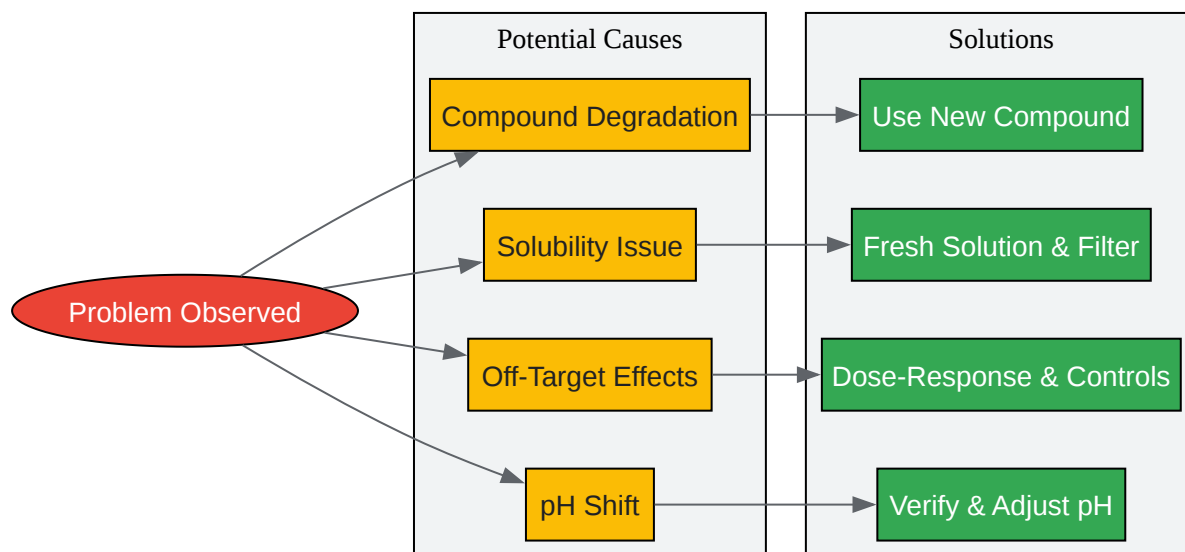 Potential Causes
Solutions
Compound Degradation
Use New Compound
Solubility Issue
Fresh Solution & Filter
Problem Observed
Off-Target Effects
Dose-Response & Controls
pH Shift
Verify & Adjust pH